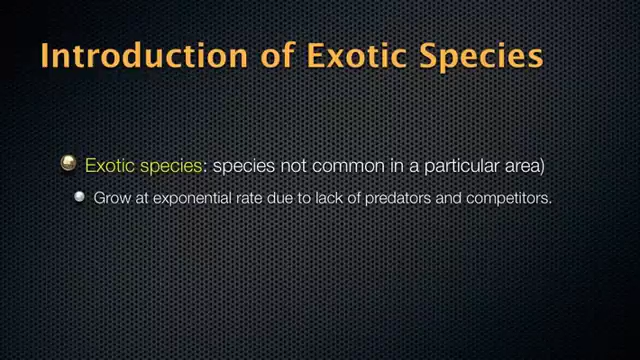 Introduction of Exotic Species
Exotic species: species not common in a particular area)
Grow at exponential rate due to lack of predators and competitors.